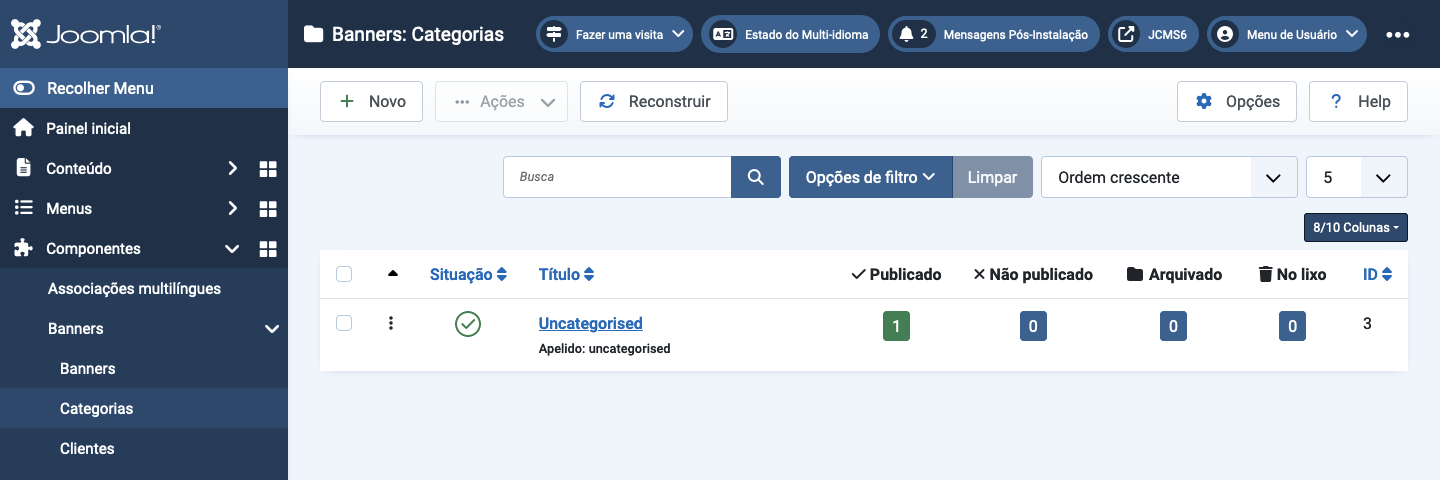 Joomla!®
Banners: Categorias
Fazer uma visita
Estado do Multi-idioma
2 Mensagens Pós-Instalação
JCMS6
Menu de Usuário
Recolher Menu
Painel inicial
Conteúdo
Menus
Componentes
Associações multilíngues
Banners
Banners
Categorias
Clientes
Novo
Ações
Reconstruir
Opções
? Help
Busca
Opções de filtro
Limpar
Ordem crescente
5
8/10 Colunas
Situação Título Publicado Não publicado Arquivado No lixo ID
Uncategorised 1 0 0 0 3
Apelido: uncategorised